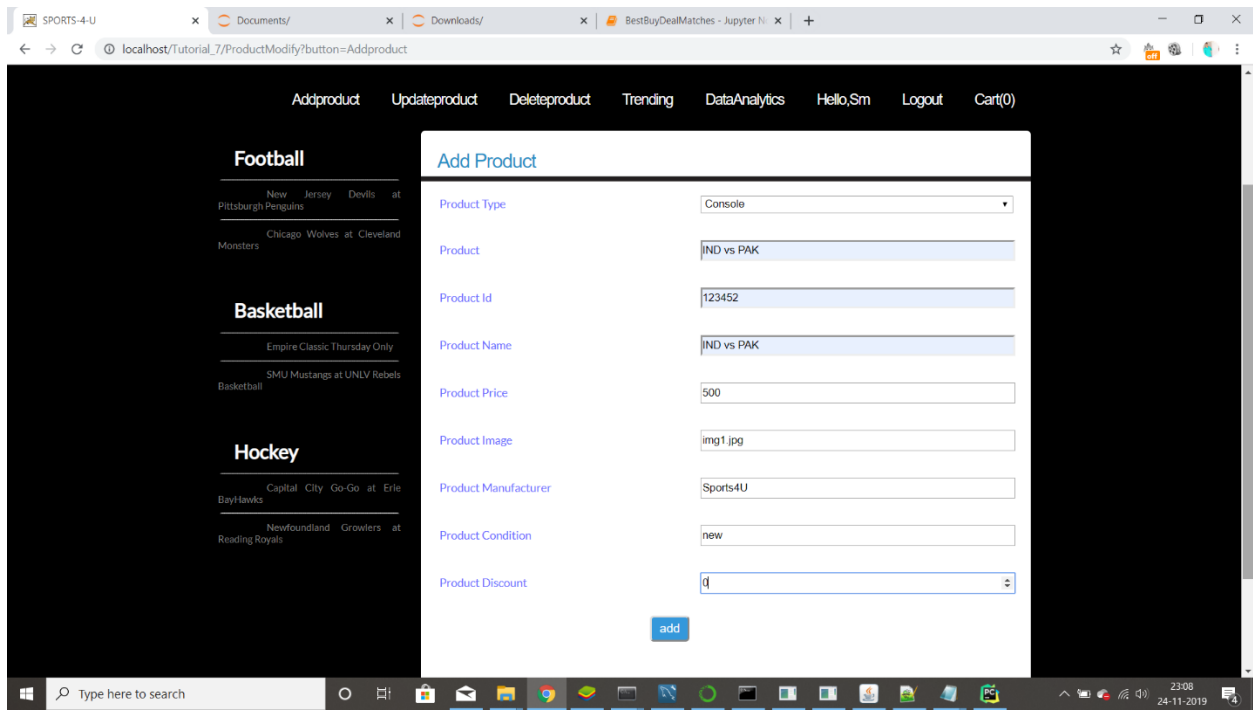 SPORTS-4-U
Documents/
Downloads/
BestBuyDealMatches - Jupyter N
localhost/Tutorial_7/ProductModify?button=Addproduct
off
Addproduct Updateproduct Deleteproduct Trending DataAnalytics Hello,Sm Logout Cart(0)
Football
New Jersey Devils at
Pittsburgh Penguins
Chicago Wolves at Cleveland
Monsters
Basketball
Empire Classic Thursday Only
SMU Mustangs at UNLV Rebels
Basketball
Hockey
Capital City Go-Go at Erie
BayHawks
Newfoundland Growlers at
Reading Royals
Add Product
Product Type Console
Product IND vs PAK
Product Id 123452
Product Name IND vs PAK
Product Price 500
Product Image img1.jpg
Product Manufacturer Sports4U
Product Condition new
Product Discount 0
add
Type here to search
PC
23:08
24-11-2019
4